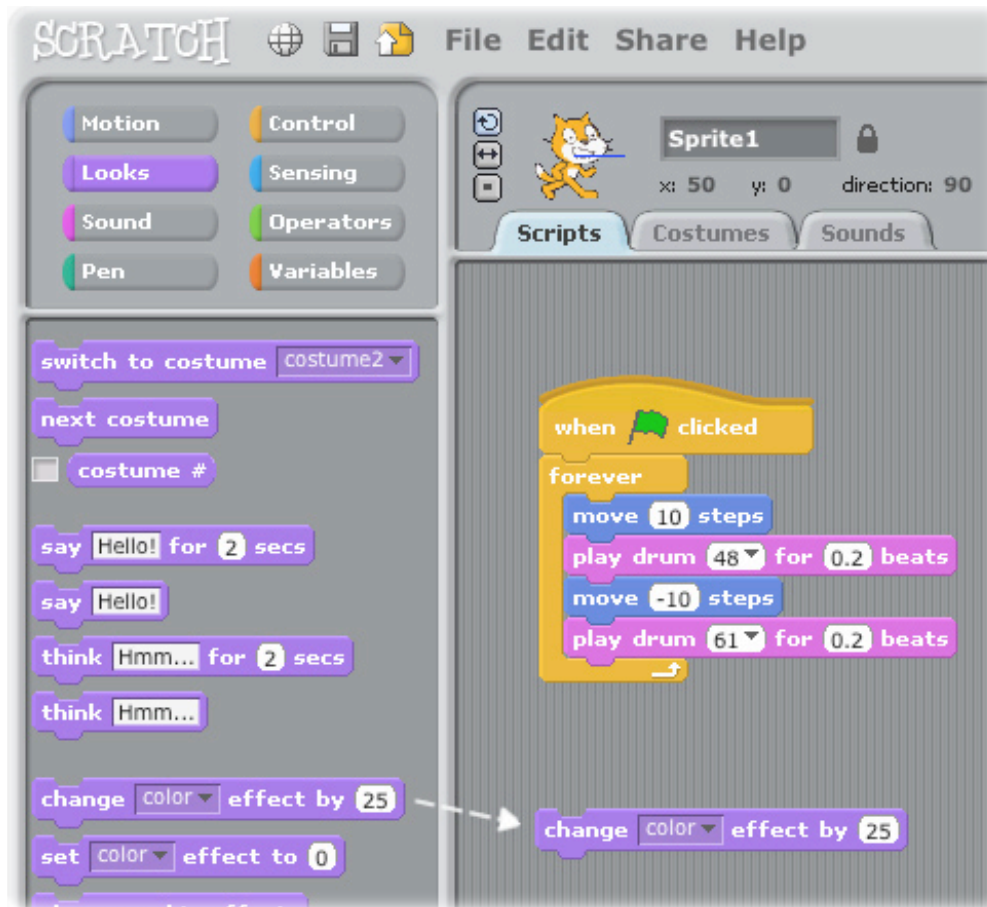 SCRATCH File Edit Share Help
Motion Control
Looks Sensing
Sound Operators
Pen Variables
Sprite1
x: 50 y: 0 direction: 90
Scripts Costumes Sounds
switch to costume costume2
next costume
costume #
say Hello! for 2 secs
say Hello!
think Hmm... for 2 secs
think Hmm...
change color effect by 25
set color effect to 0
when clicked
forever
move 10 steps
play drum 48 for 0.2 beats
move -10 steps
play drum 61 for 0.2 beats
change color effect by 25